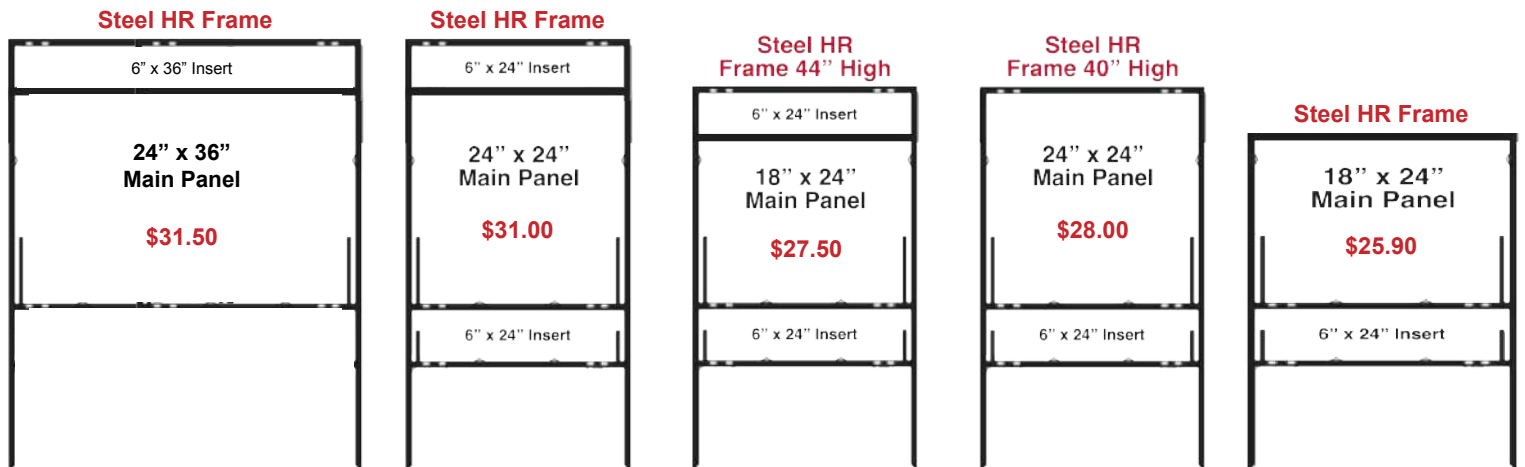 Steel HR Frame
6” x 36” Insert
24” x 36”
Main Panel
$31.50
Steel HR Frame
6” x 24” Insert
24” x 24”
Main Panel
$31.00
6” x 24” Insert
Steel HR
Frame 44” High
6” x 24” Insert
18” x 24”
Main Panel
$27.50
6” x 24” Insert
Steel HR
Frame 40” High
24” x 24”
Main Panel
$28.00
6” x 24” Insert
Steel HR Frame
18” x 24”
Main Panel
$25.90
6” x 24” Insert